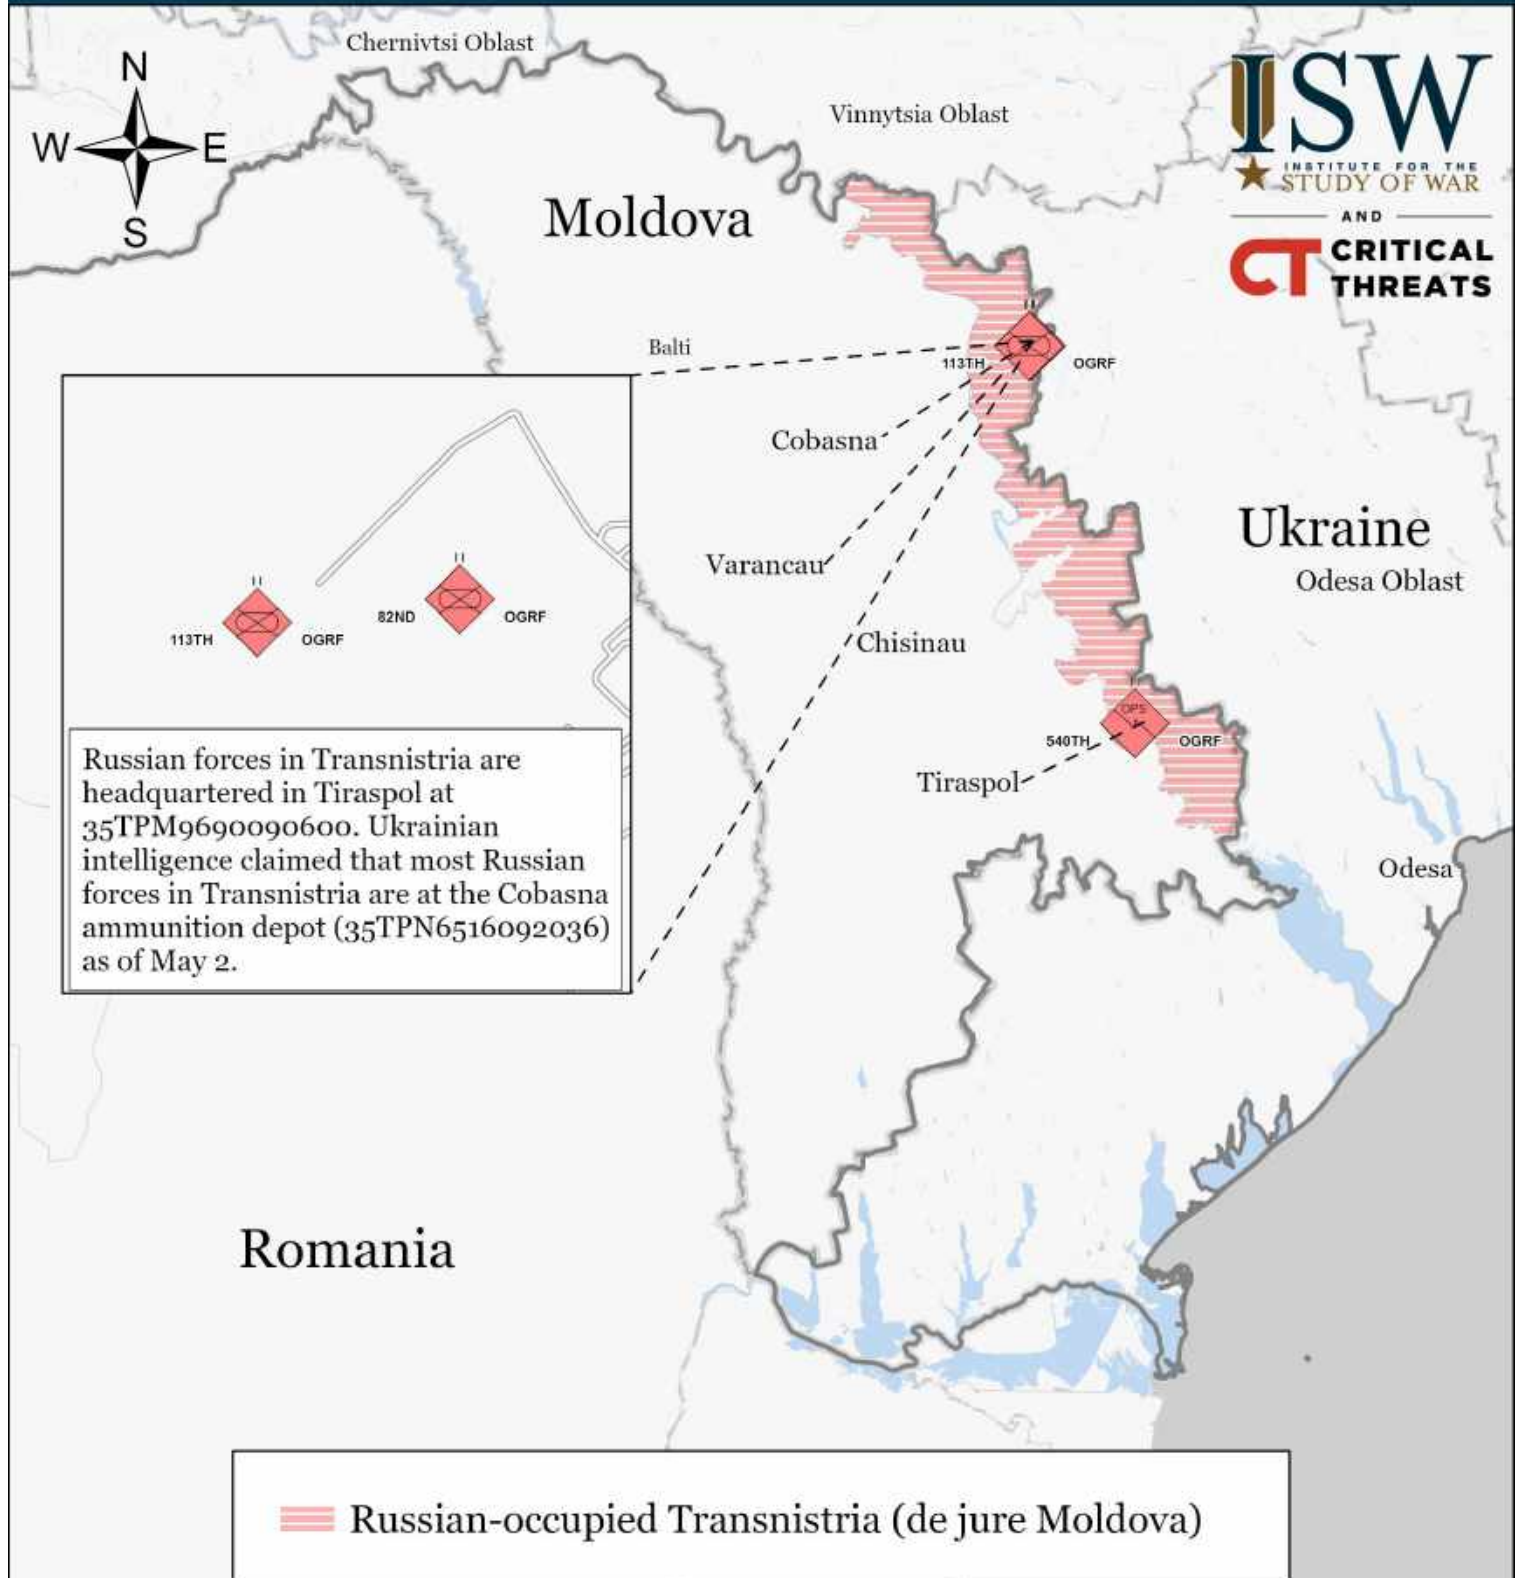 Chernivtsi Oblast
N
W E
S
Vinnytsia Oblast
ISW
INSTITUTE FOR THE
STUDY OF WAR
AND
CT CRITICAL
THREATS
Moldova
Balti
113TH OGRF
Cobasna
Varancau
Ukraine
Odesa Oblast
Chisinau
113TH OGRF
82ND OGRF
OPS
540TH OGRF
Tiraspol
Russian forces in Transnistria are
headquartered in Tiraspol at
35TPM9690090600. Ukrainian
intelligence claimed that most Russian
forces in Transnistria are at the Cobasna
ammunition depot (35TPN6516092036)
as of May 2.
Odesa
Romania
Russian-occupied Transnistria (de jure Moldova)